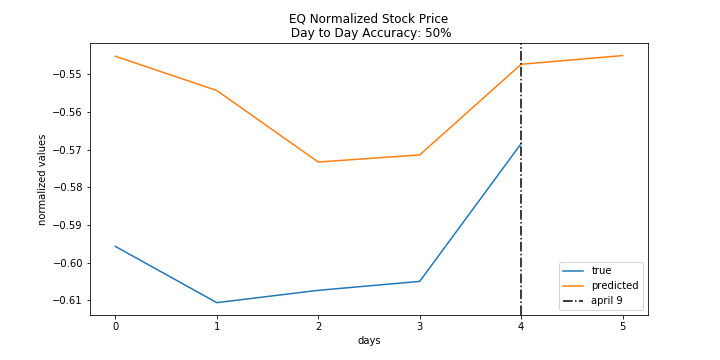 EQ Normalized Stock Price
Day to Day Accuracy: 50%
normalized values
−0.55
−0.56
−0.57
−0.58
−0.59
−0.60
−0.61
0 1 2 3 4 5
days
true
predicted
april 9